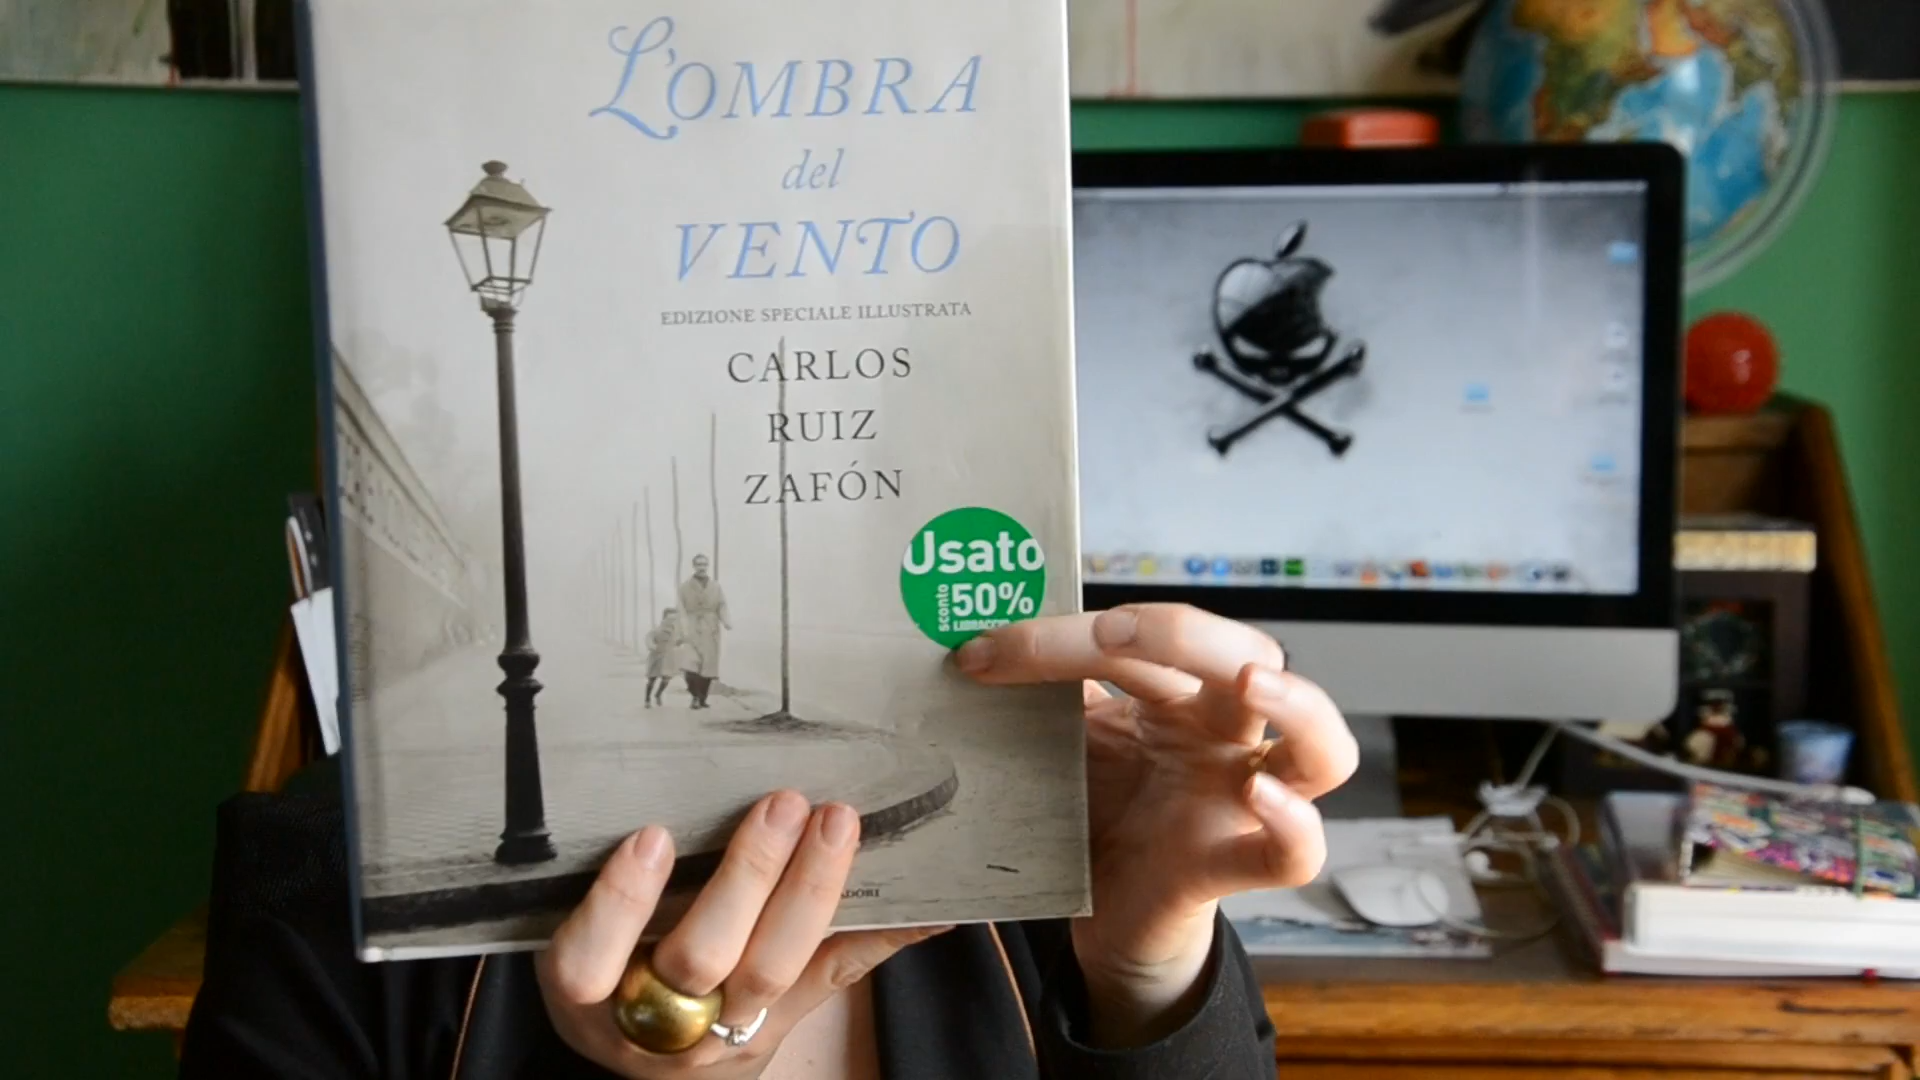 L'OMBRA
del
VENTO
EDIZIONE SPECIALE ILLUSTRATA
CARLOS
RUIZ
ZAFÓN
Usato
sconto
50%